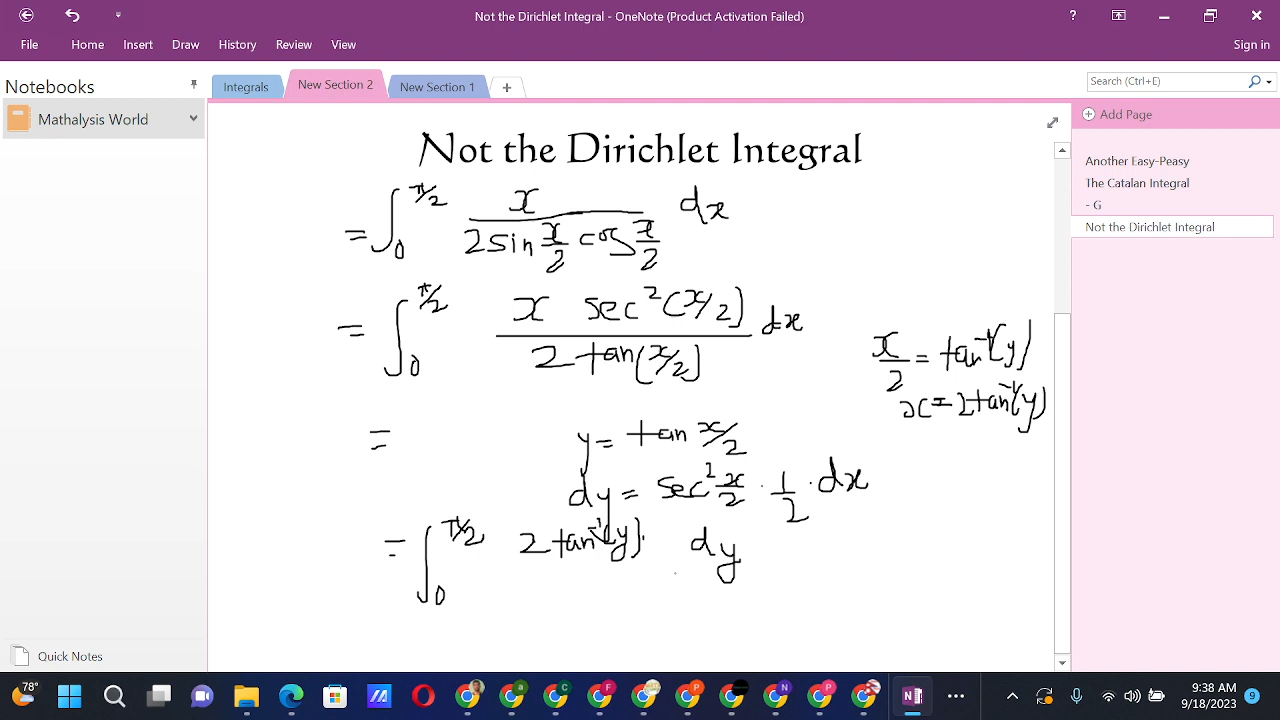 Not the Dirichlet Integral - OneNote (Product Activation Failed)
File Home Insert Draw History Review View
Sign in
Notebooks
Integrals New Section 2 New Section 1 +
Search (Ctrl+E)
Mathalysis World
Add Page
Another Easy-Peasy
The Catalan Integral
- G
Not the Dirichlet Integral
Not the Dirichlet Integral
= ∫₀^(π/2) x / (2 sin x/2 cos x/2) dx
= ∫₀^(π/2) x sec²(x/2) / (2 tan(x/2)) dx
x/2 = tan⁻¹(y)
x = 2tan⁻¹(y)
= y = tan x/2
dy = sec² x/2 · 1/2 · dx
= ∫₀^(π/2) 2 tan⁻¹(y) · dy
Quick Notes
78°
9:38 AM
9/18/2023